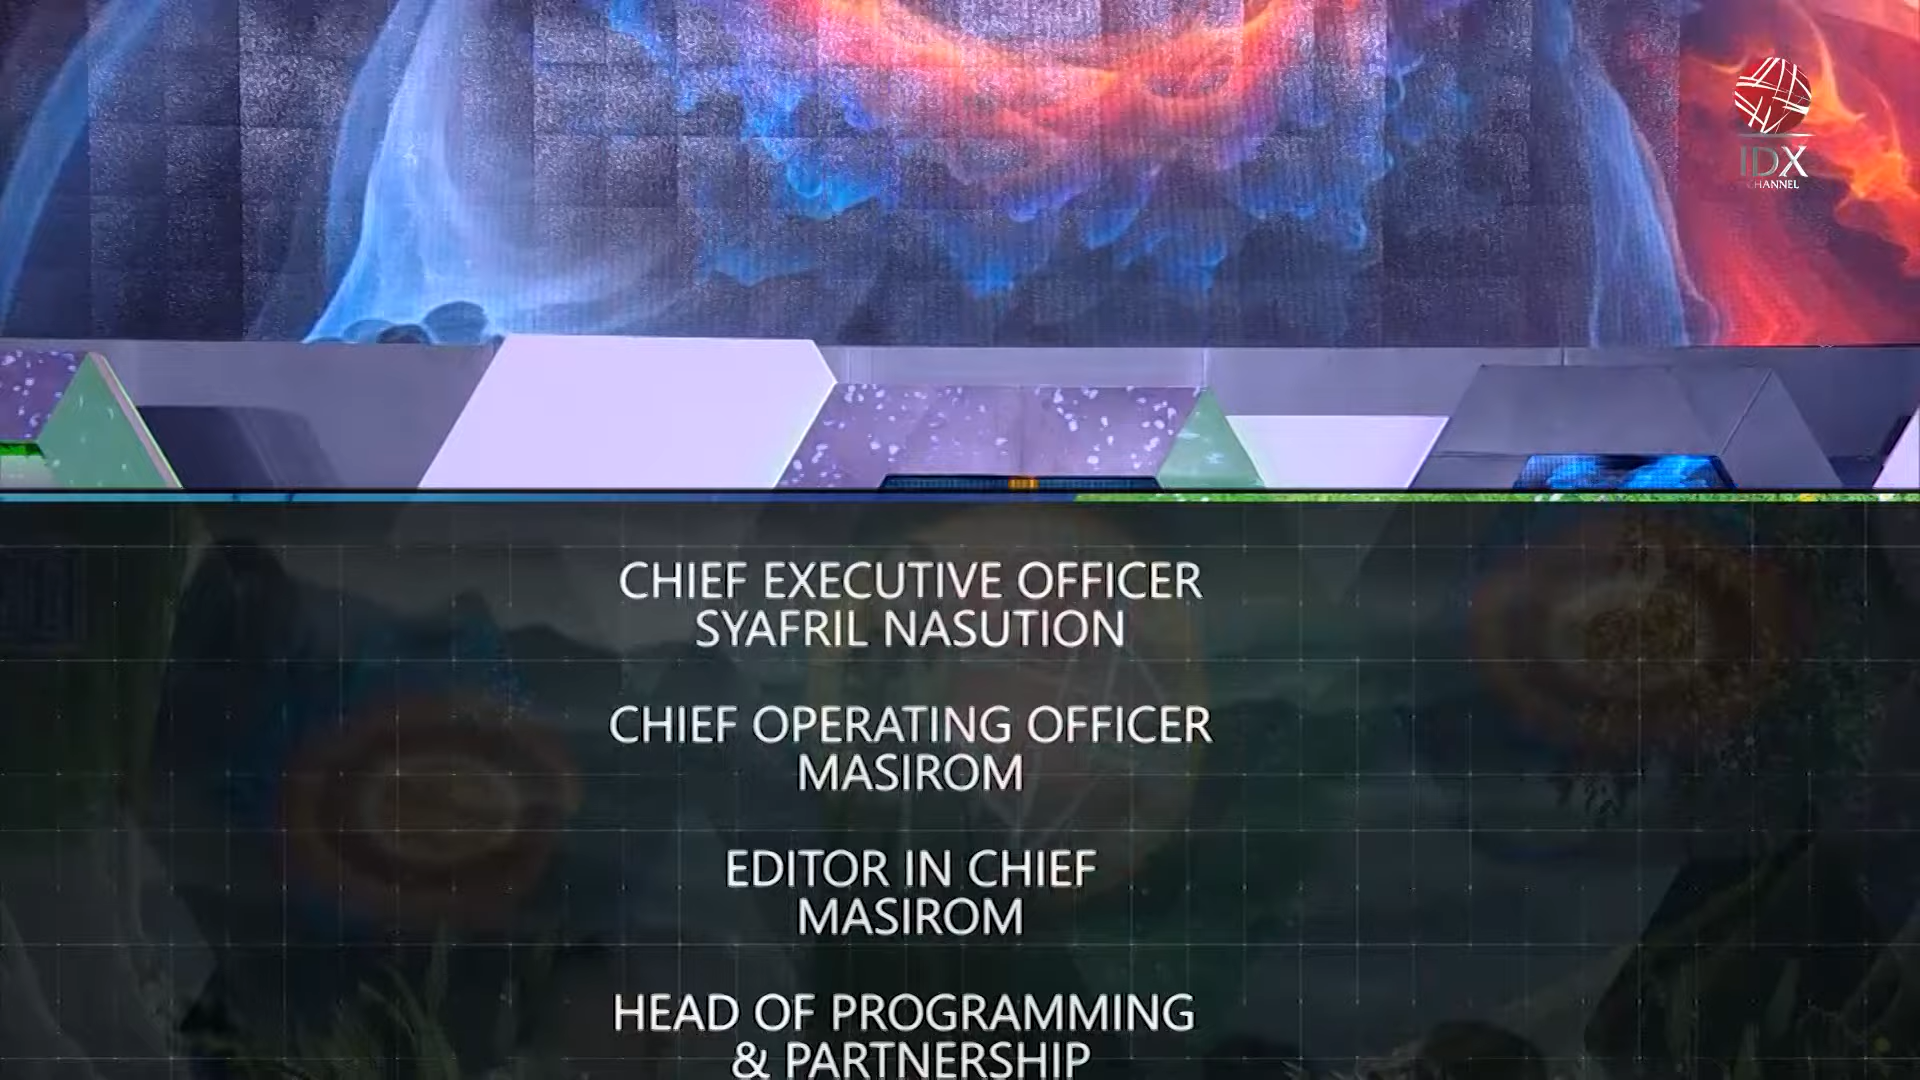 IDX
CHANNEL
CHIEF EXECUTIVE OFFICER
SYAFRIL NASUTION
CHIEF OPERATING OFFICER
MASIROM
EDITOR IN CHIEF
MASIROM
HEAD OF PROGRAMMING
& PARTNERSHIP